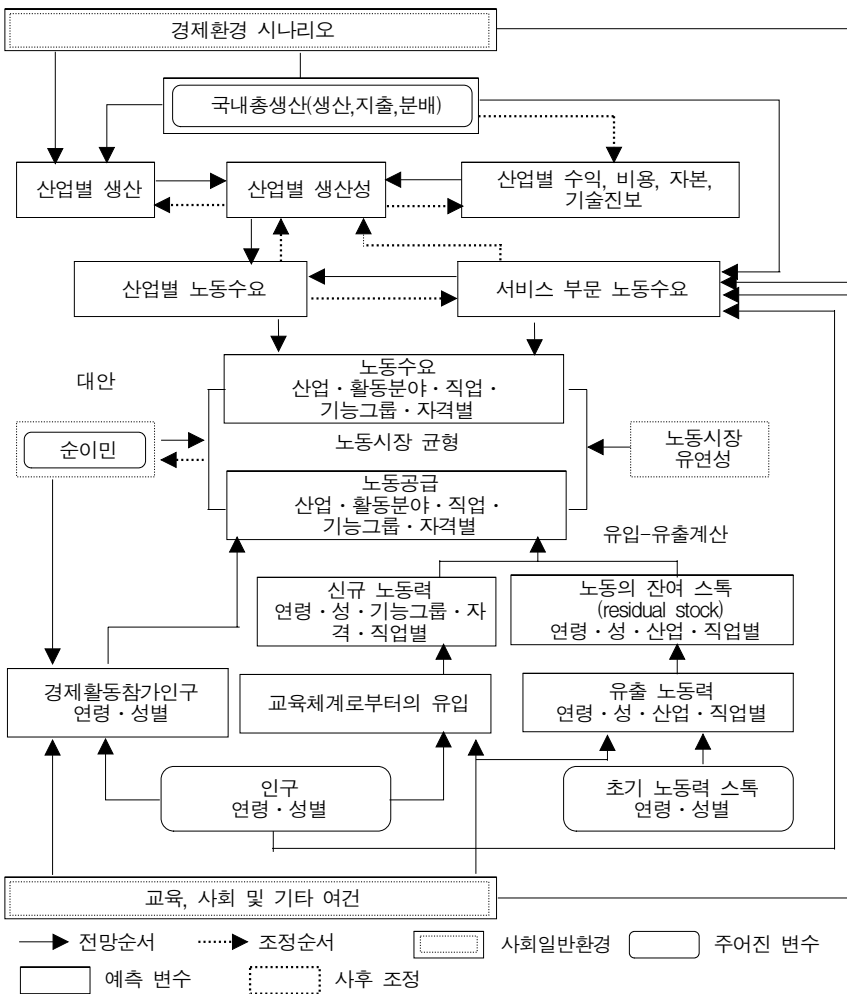 경제환경 시나리오
국내총생산(생산,지출,분배)
산업별 생산
산업별 생산성
산업별 수익, 비용, 자본,
기술진보
산업별 노동수요
서비스 부문 노동수요
노동수요
산업·활동분야·직업·
기능그룹·자격별
대안
순이민
노동시장 균형
노동시장
유연성
노동공급
산업·활동분야·직업·
기능그룹·자격별
유입-유출계산
신규 노동력
연령·성·기능그룹·자
격·직업별
노동의 잔여 스톡
(residual stock)
연령·성·산업·직업별
경제활동참가인구
연령·성별
교육체계로부터의 유입
유출 노동력
연령·성·산업·직업별
인구
연령·성별
초기 노동력 스톡
연령·성별
교육, 사회 및 기타 여건
전망순서
조정순서
사회일반환경
주어진 변수
예측 변수
사후 조정